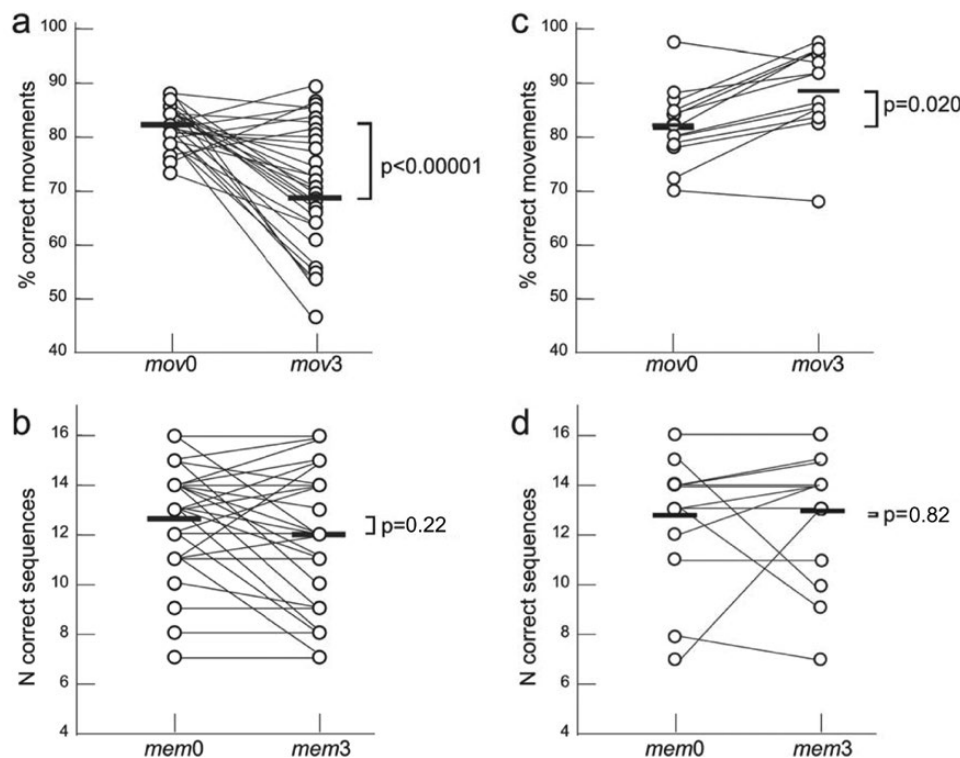 a
% correct movements
100
90
80
70
60
50
40
p<0.00001
mov0 mov3
c
% correct movements
100
90
80
70
60
50
40
p=0.020
mov0 mov3
b
N correct sequences
16
14
12
10
8
6
4
p=0.22
mem0 mem3
d
N correct sequences
16
14
12
10
8
6
4
p=0.82
mem0 mem3